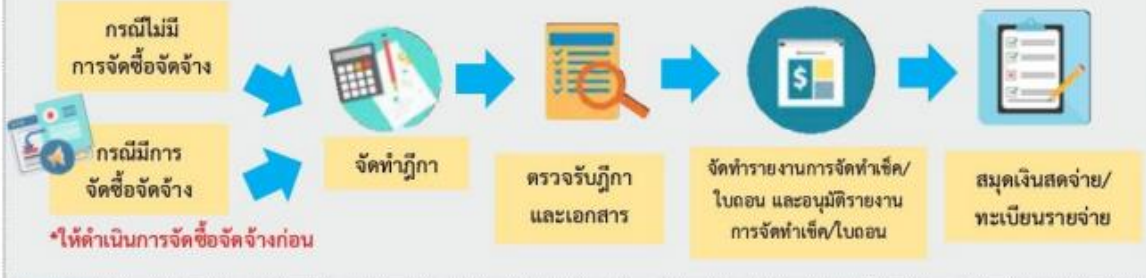 กรณีไม่มี
การจัดซื้อจัดจ้าง
กรณีมีการ
จัดซื้อจัดจ้าง
*ให้ดำเนินการจัดซื้อจัดจ้างก่อน
จัดทำฎีกา
ตรวจรับฎีกา
และเอกสาร
จัดทำรายงานการจัดทำเช็ค/
ใบถอน และอนุมัติรายงาน
การจัดทำเช็ค/ใบถอน
สมุดเงินสดจ่าย/
ทะเบียนรายจ่าย